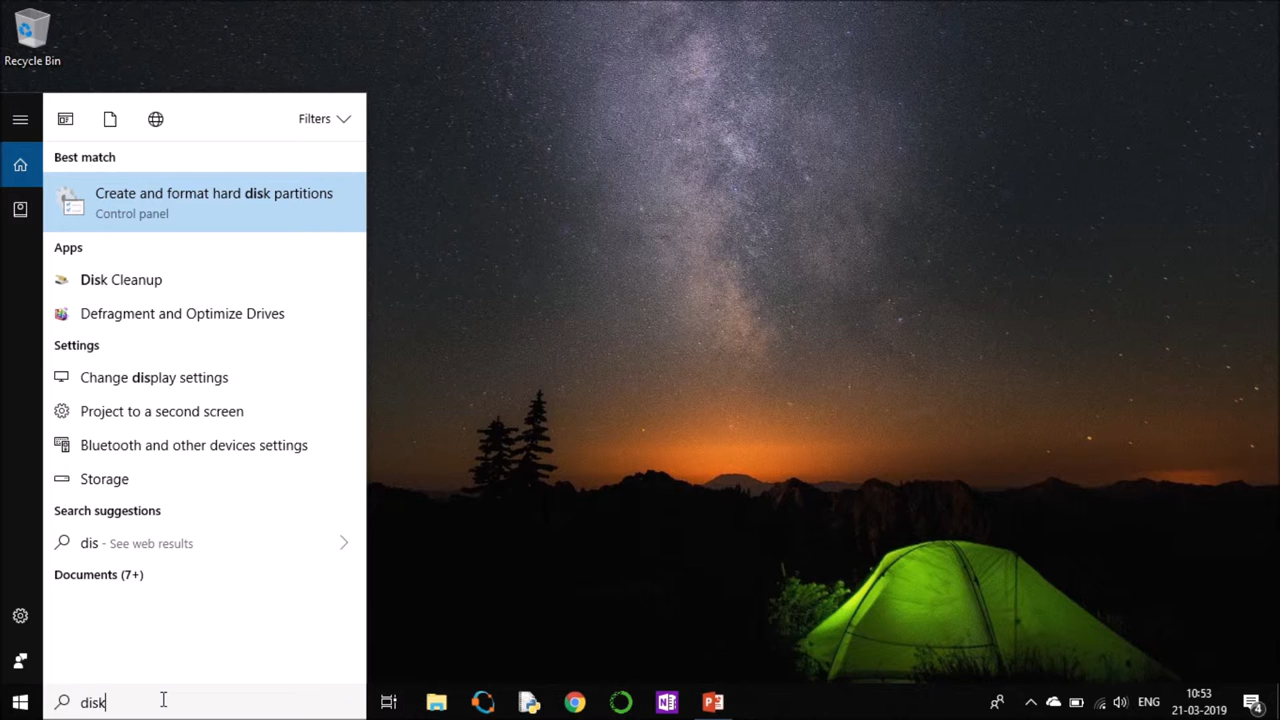 Recycle Bin
Filters
Best match
Create and format hard disk partitions
Control panel
Apps
Disk Cleanup
Defragment and Optimize Drives
Settings
Change display settings
Project to a second screen
Bluetooth and other devices settings
Storage
Search suggestions
dis - See web results
Documents (7+)
disk
ENG
10:53
21-03-2019
4